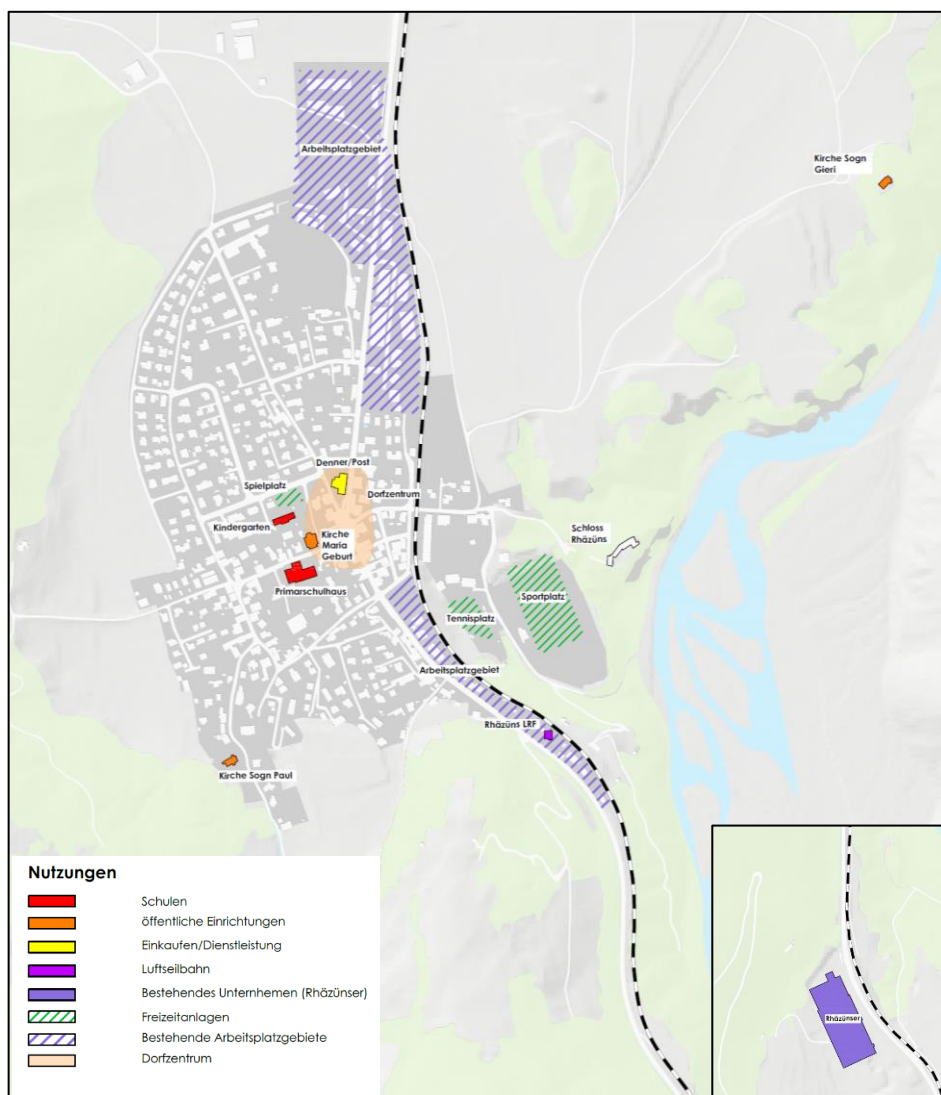 Arbeitsplatzgebiet
Kirche Sogn
Gieri
Denner/Post
Spielplatz
Dorfzentrum
Kindergarten
Kirche
Maria
Geburt
Schloss
Rhäzüns
Primarschulhaus
Sportplatz
Tennisplatz
Arbeitsplatzgebiet
Rhäzüns LRF
Kirche Sogn Paul
Nutzungen
Schulen
öffentliche Einrichtungen
Einkaufen/Dienstleistung
Luftseilbahn
Bestehendes Unternhemen (Rhäzünser)
Freizeitanlagen
Bestehende Arbeitsplatzgebiete
Dorfzentrum
Rhäzünser